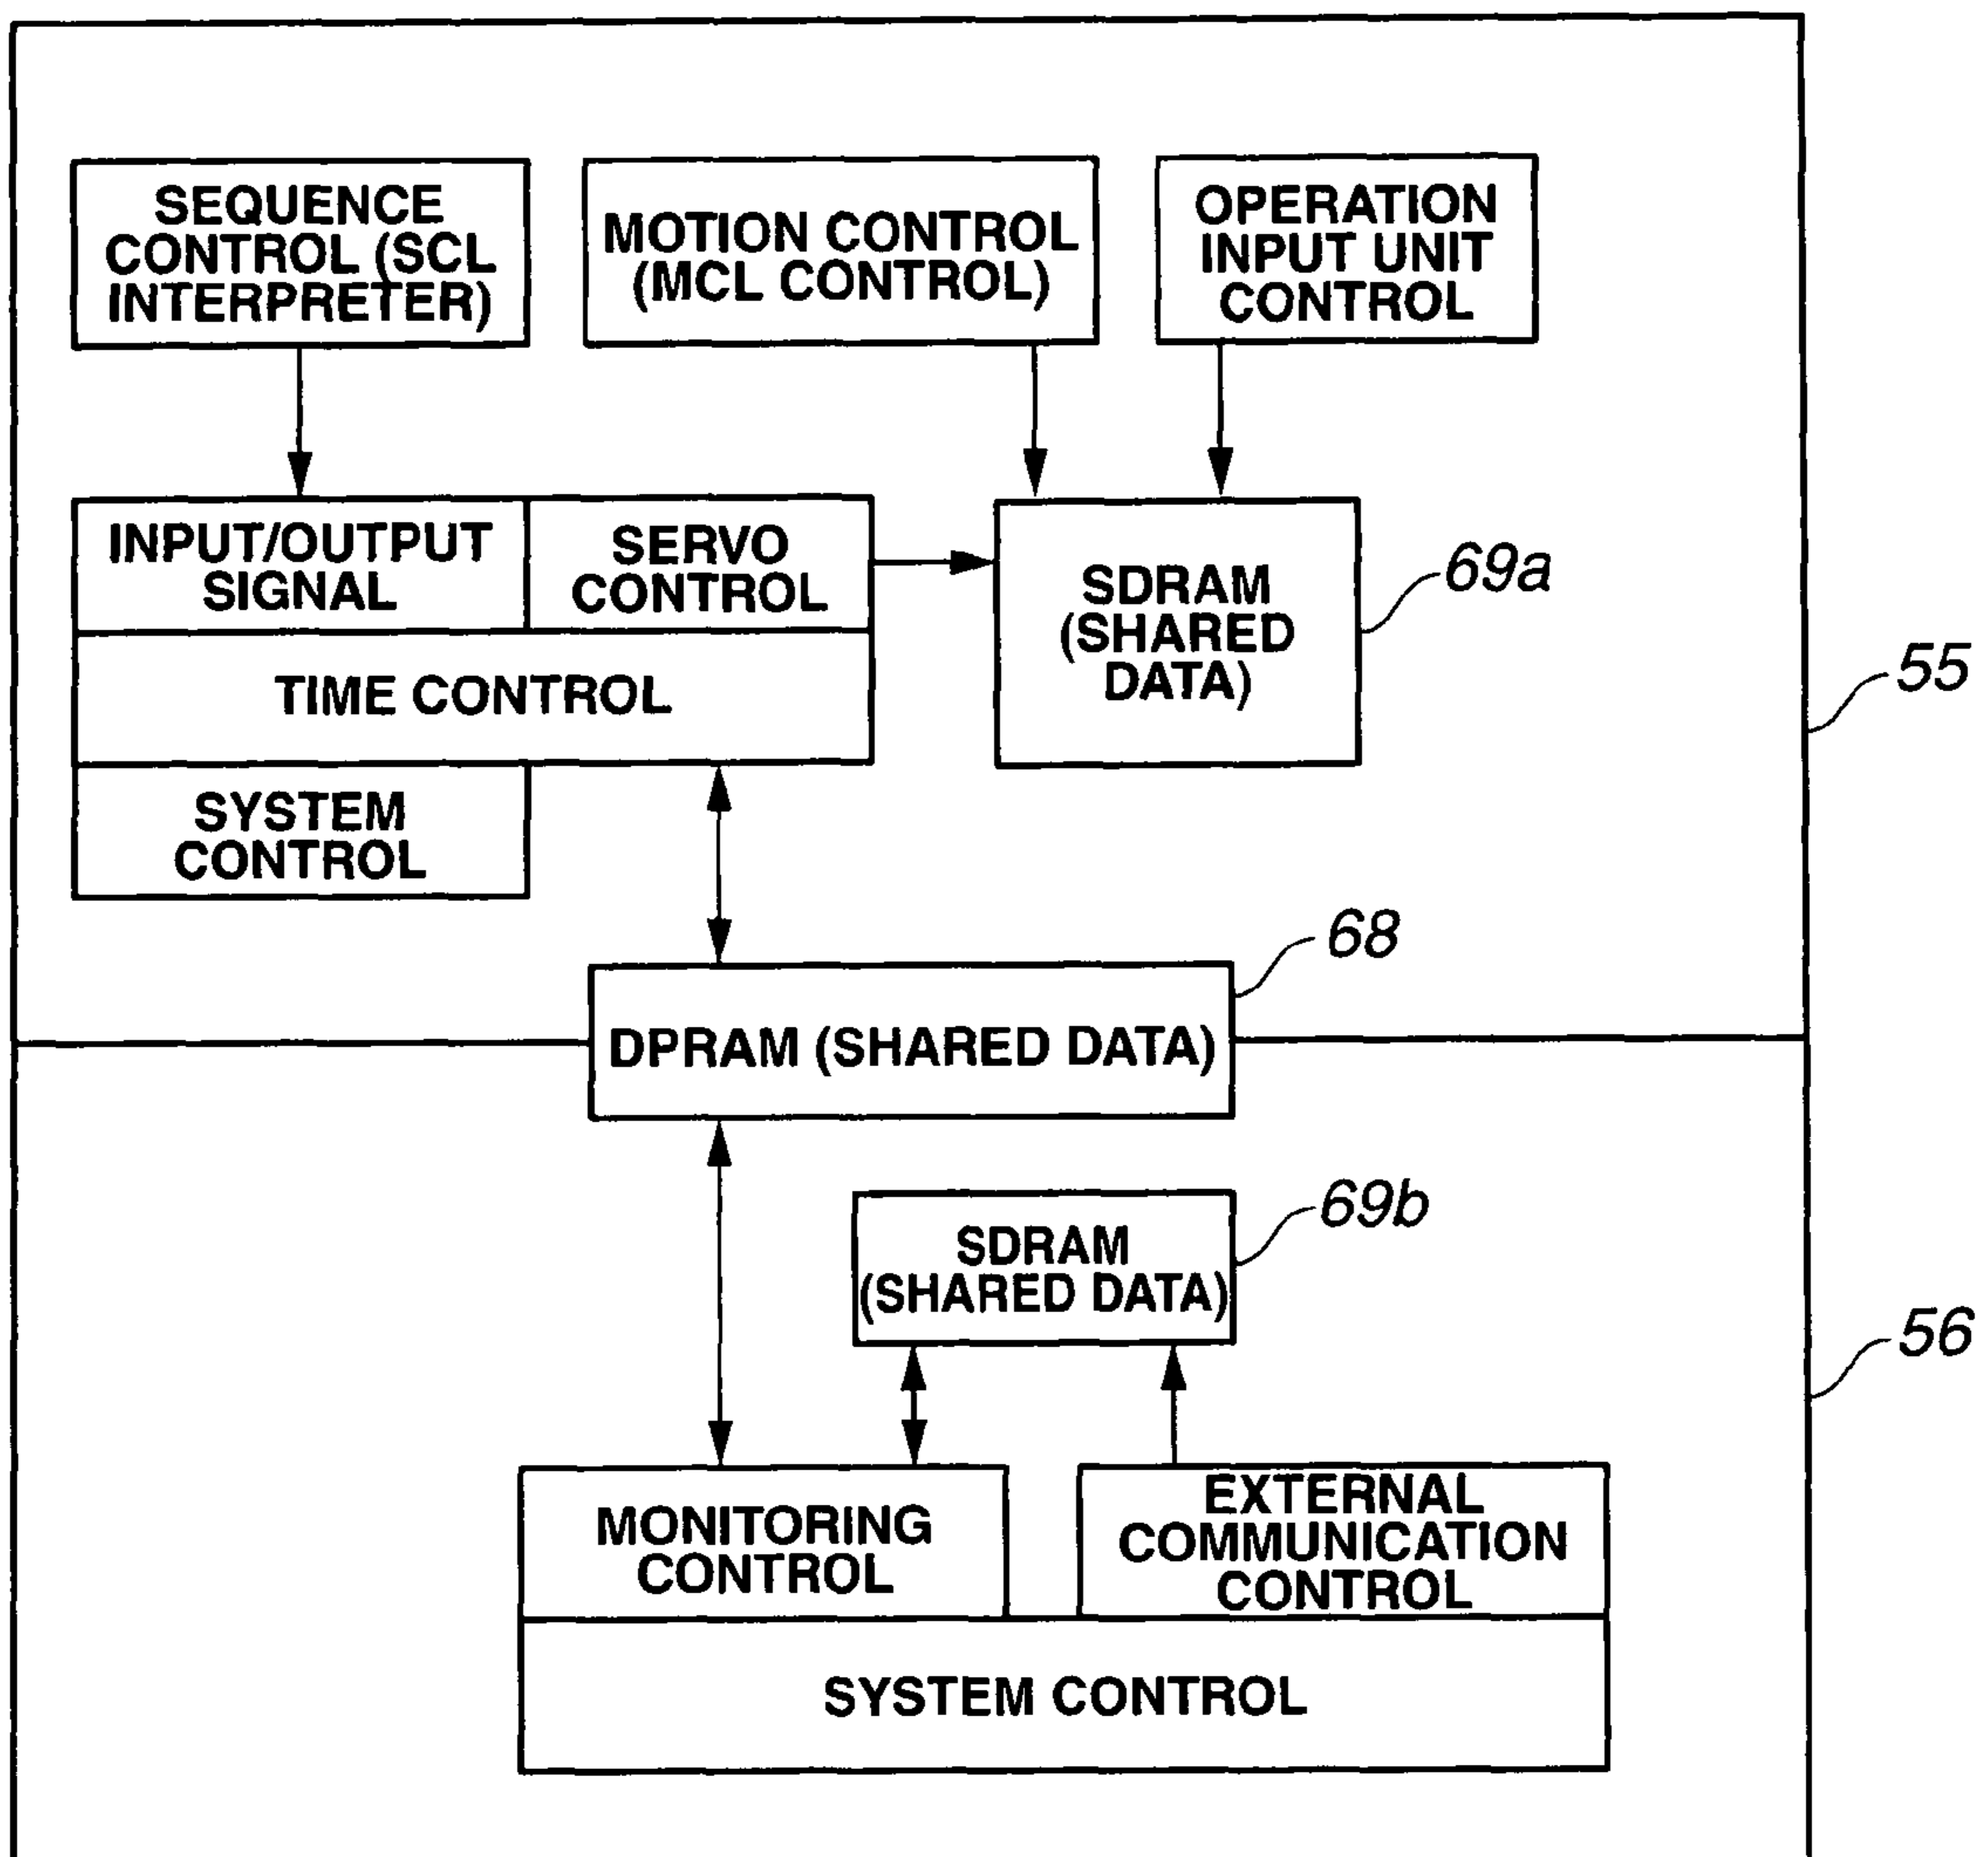 SEQUENCE
CONTROL (SCL
INTERPRETER)
MOTION CONTROL
(MCL CONTROL)
OPERATION
INPUT UNIT
CONTROL
INPUT/OUTPUT
SIGNAL
SERVO
CONTROL
SDRAM
(SHARED
DATA)
69a
55
TIME CONTROL
SYSTEM
CONTROL
68
DPRAM (SHARED DATA)
SDRAM
(SHARED DATA)
69b
56
MONITORING
CONTROL
EXTERNAL
COMMUNICATION
CONTROL
SYSTEM CONTROL